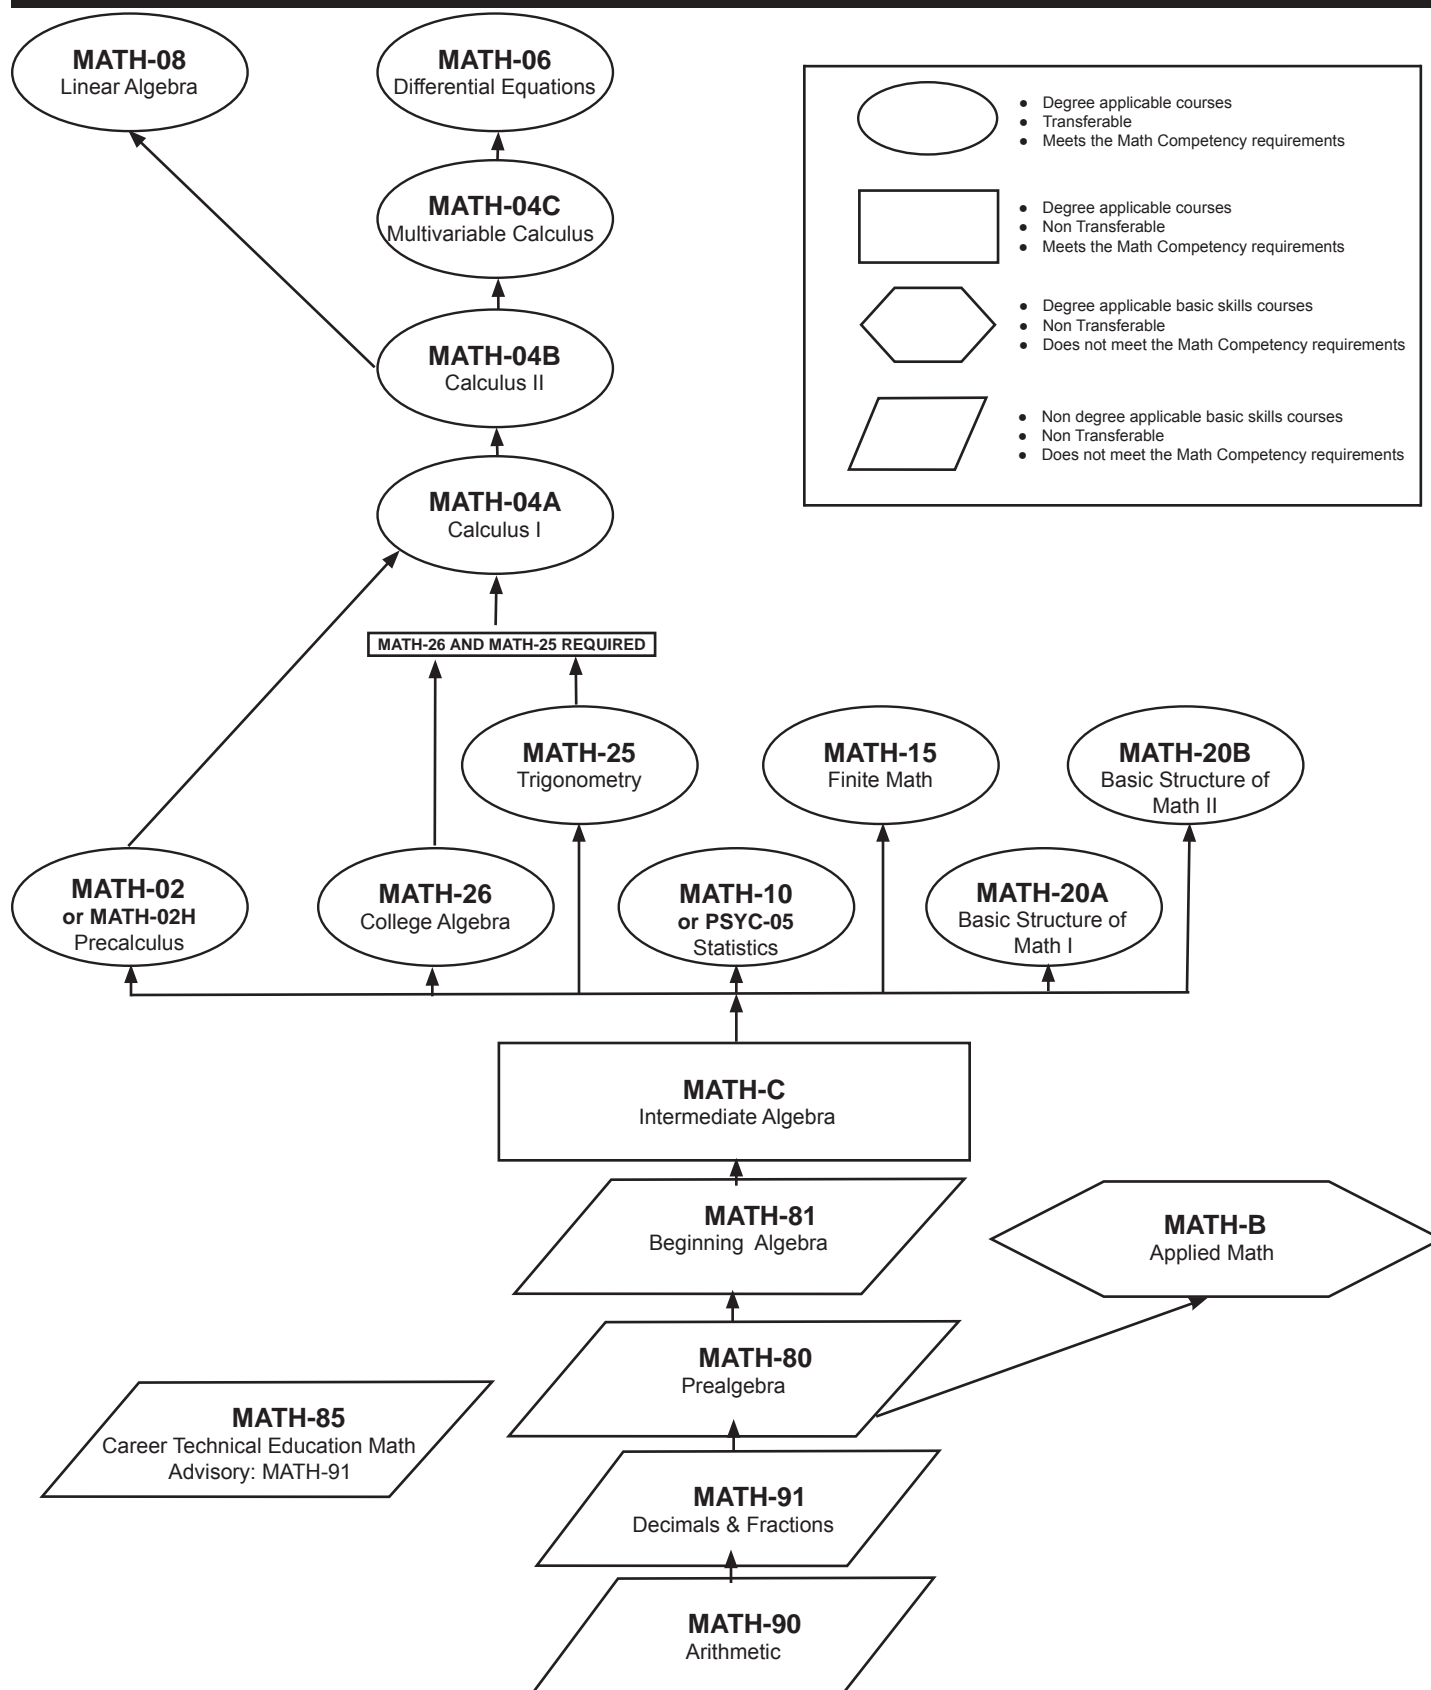 MATH-08
Linear Algebra
MATH-06
Differential Equations
● Degree applicable courses
● Transferable
● Meets the Math Competency requirements
MATH-04C
Multivariable Calculus
● Degree applicable courses
● Non Transferable
● Meets the Math Competency requirements
● Degree applicable basic skills courses
● Non Transferable
● Does not meet the Math Competency requirements
MATH-04B
Calculus II
● Non degree applicable basic skills courses
● Non Transferable
● Does not meet the Math Competency requirements
MATH-04A
Calculus I
MATH-26 AND MATH-25 REQUIRED
MATH-25
Trigonometry
MATH-15
Finite Math
MATH-20B
Basic Structure of
Math II
MATH-02
or MATH-02H
Precalculus
MATH-26
College Algebra
MATH-10
or PSYC-05
Statistics
MATH-20A
Basic Structure of
Math I
MATH-C
Intermediate Algebra
MATH-81
Beginning Algebra
MATH-B
Applied Math
MATH-80
Prealgebra
MATH-85
Career Technical Education Math
Advisory: MATH-91
MATH-91
Decimals & Fractions
MATH-90
Arithmetic